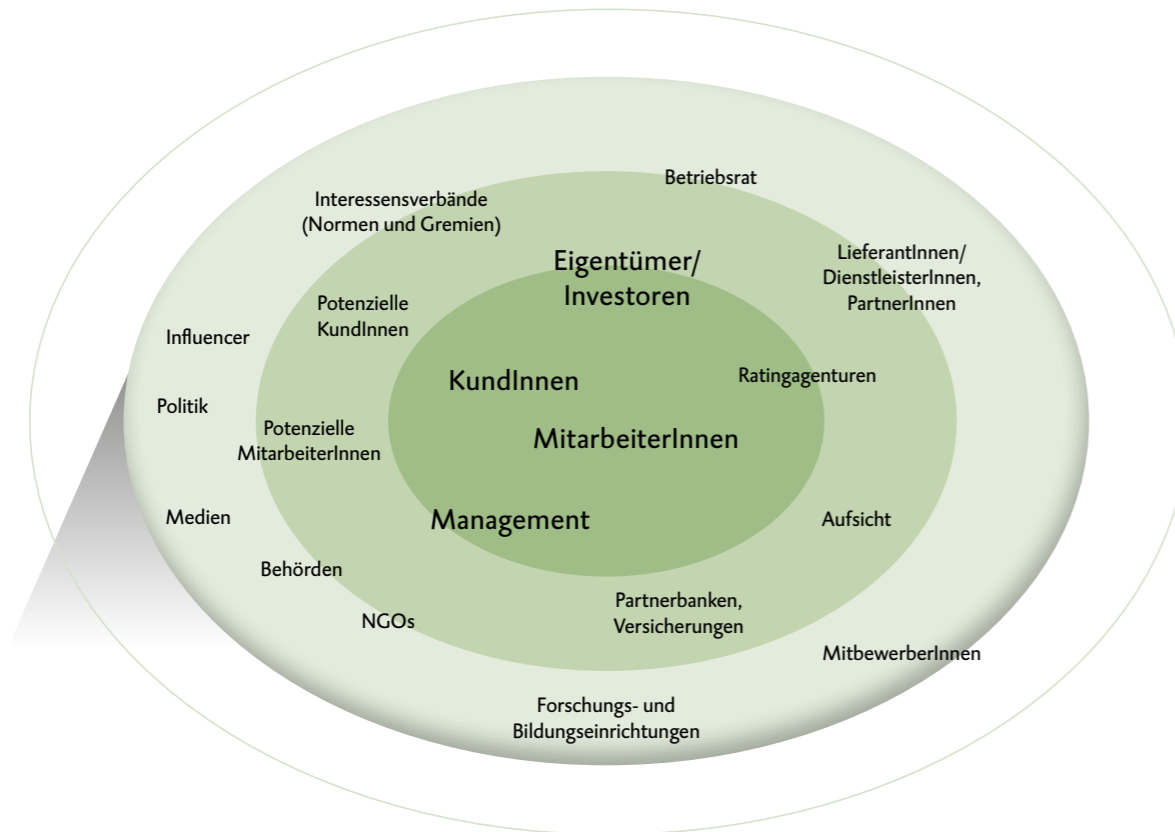 Betriebsrat
Interessensverbände
(Normen und Gremien)
Eigentümer/
Investoren
LieferantInnen/
DienstleisterInnen,
PartnerInnen
Potenzielle
KundInnen
Influencer
KundInnen
Ratingagenturen
Politik
Potenzielle
MitarbeiterInnen
MitarbeiterInnen
Medien
Management
Aufsicht
Behörden
NGOs
Partnerbanken,
Versicherungen
MitbewerberInnen
Forschungs- und
Bildungseinrichtungen